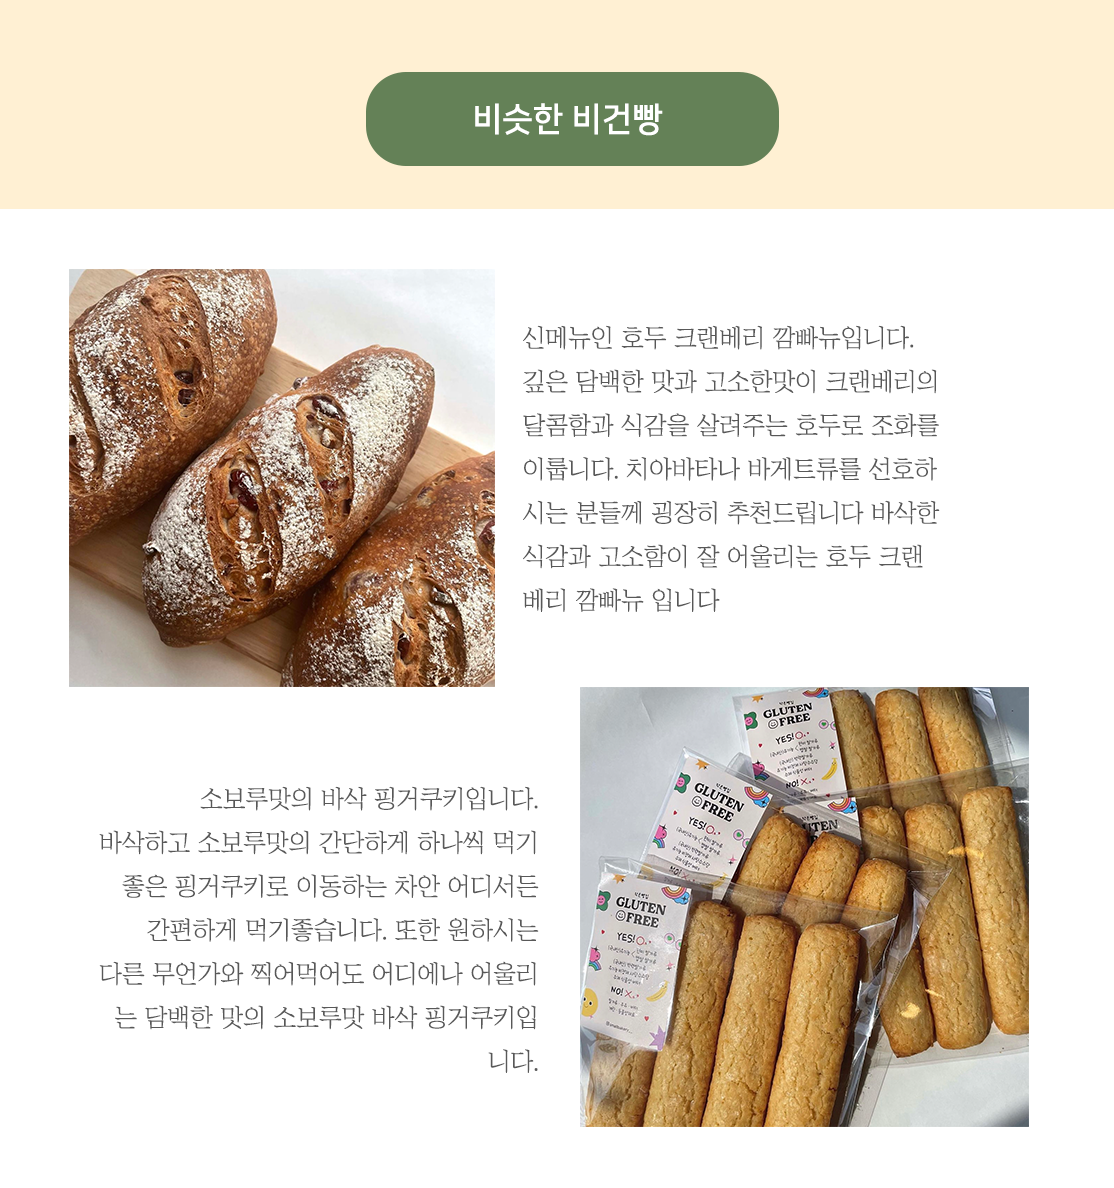 비슷한 비건빵
신메뉴인 호두 크랜베리 깜빠뉴입니다.
깊은 담백한 맛과 고소한맛이 크랜베리의
달콤함과 식감을 살려주는 호두로 조화를
이룹니다. 치아바타나 바게트류를 선호하
시는 분들께 굉장히 추천드립니다 바삭한
식감과 고소함이 잘 어울리는 호두 크랜
베리 깜빠뉴 입니다
소보루맛의 바삭 핑거쿠키입니다.
바삭하고 소보루맛의 간단하게 하나씩 먹기
좋은 핑거쿠키로 이동하는 차안 어디서든
간편하게 먹기좋습니다. 또한 원하시는
다른 무언가와 찍어먹어도 어디에나 어울리
는 담백한 맛의 소보루맛 바삭 핑거쿠키입
니다.
GLUTEN
FREE
YES!
NO!
GLUTEN
FREE
YES!
NO!
FREE
GLUTEN
FREE
YES!
NO!